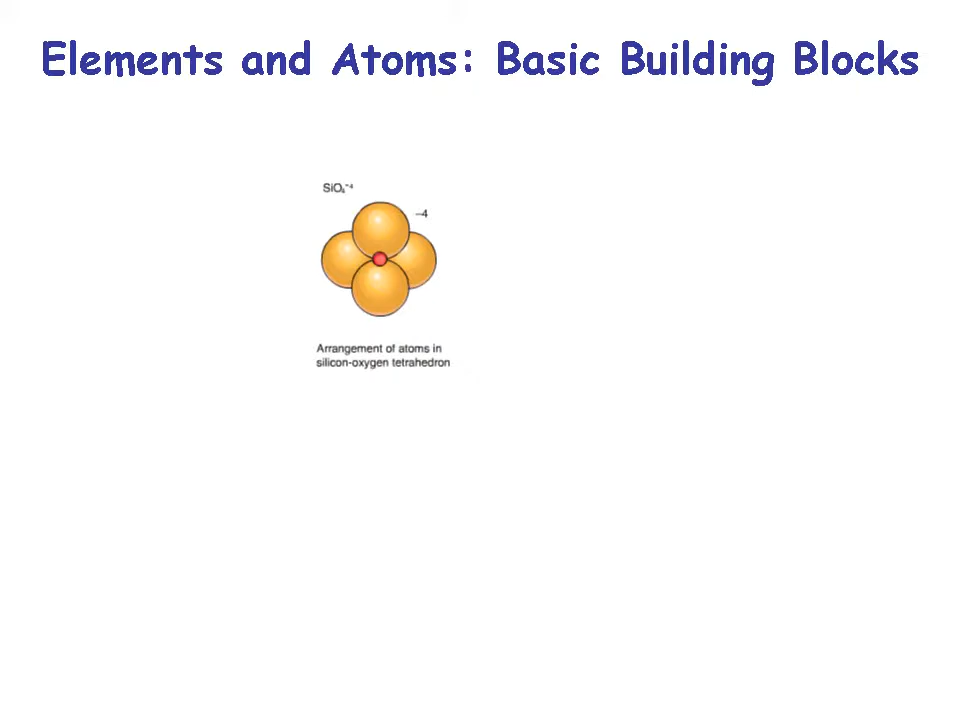 Elements and Atoms: Basic Building Blocks
SiO₄⁻⁴
–4
Arrangement of atoms in
silicon-oxygen tetrahedron